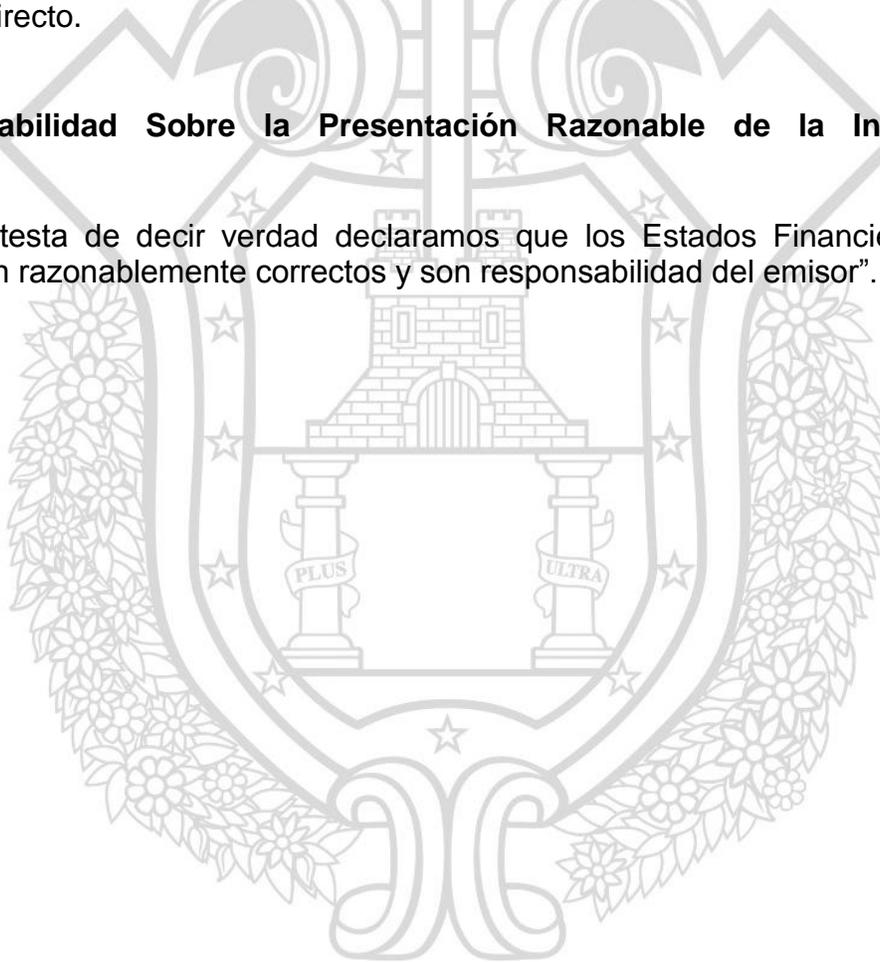 irecto.
abilidad Sobre la Presentación Razonable de la In
testa de decir verdad declaramos que los Estados Financie
n razonablemente correctos y son responsabilidad del emisor”.
PLUS ULTRA